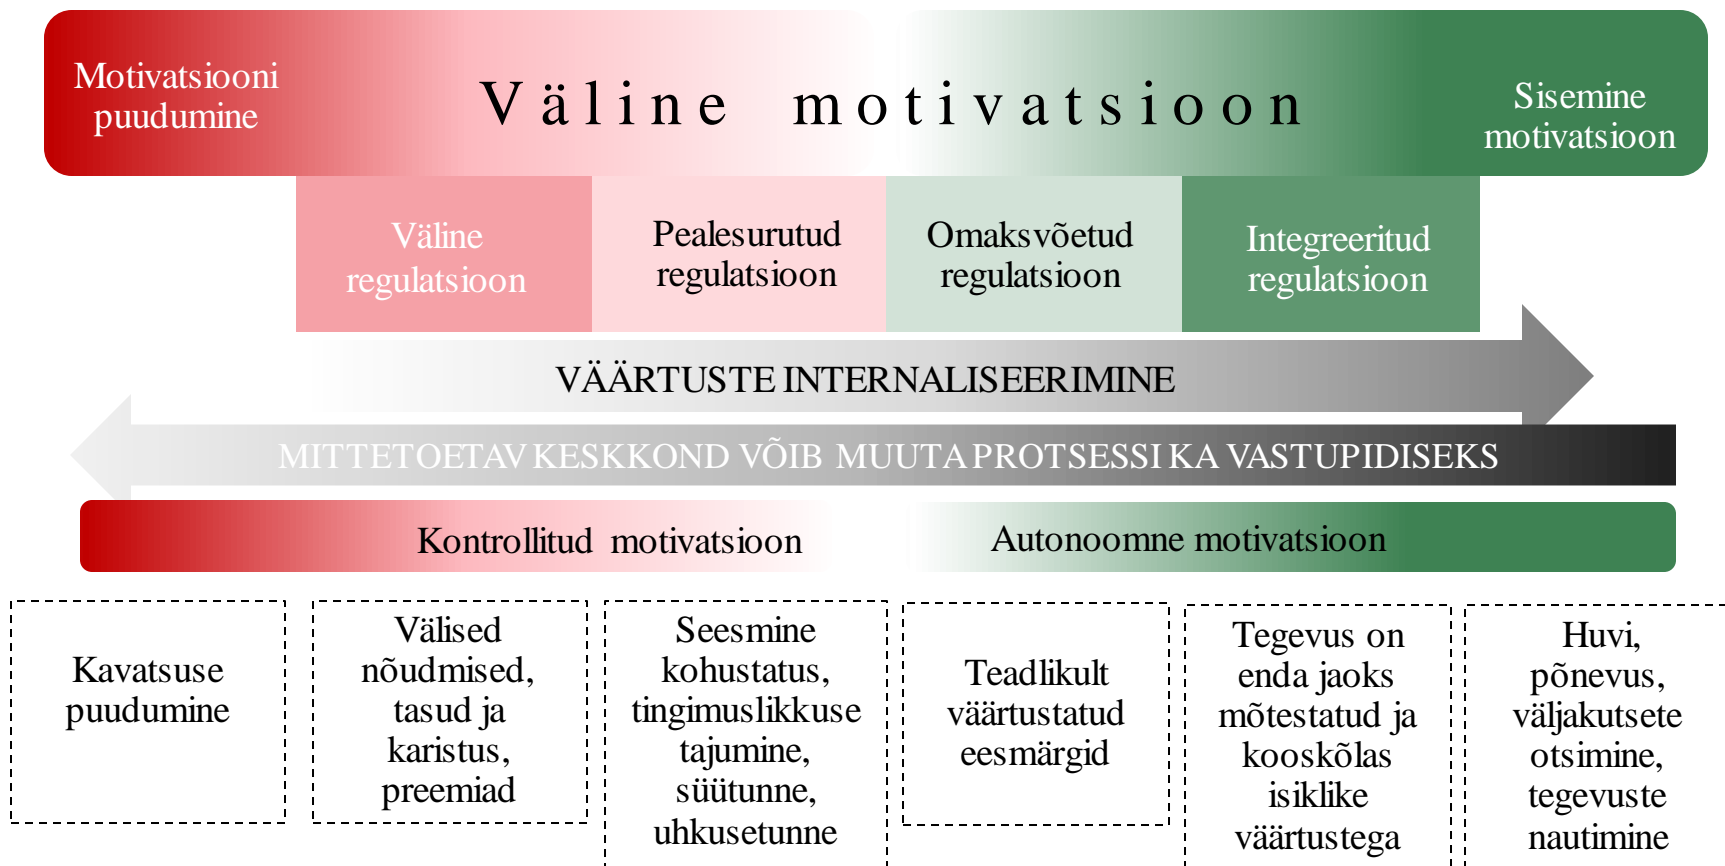 Motivatsiooni
puudumine
Väline motivatsioon
Sisemine
motivatsioon
Väline
regulatsioon
Pealesurutud
regulatsioon
Omaksvõetud
regulatsioon
Integreeritud
regulatsioon
VÄÄRTUSTE INTERNALISEERIMINE
MITTETOETAV KESKKOND VÕIB MUUTA PROTSESSI KA VASTUPIDISEKS
Kontrollitud motivatsioon
Autonoomne motivatsioon
Kavatsuse
puudumine
Välised
nõudmised,
tasud ja
karistus,
preemiad
Seesmine
kohustatus,
tingimuslikkuse
tajumine,
süütunne,
uhkusetunne
Teadlikult
väärtustatud
eesmärgid
Tegevus on
enda jaoks
mõtestatud ja
kooskõlas
isiklike
väärtustega
Huvi,
põnevus,
väljakutsete
otsimine,
tegevuste
nautimine